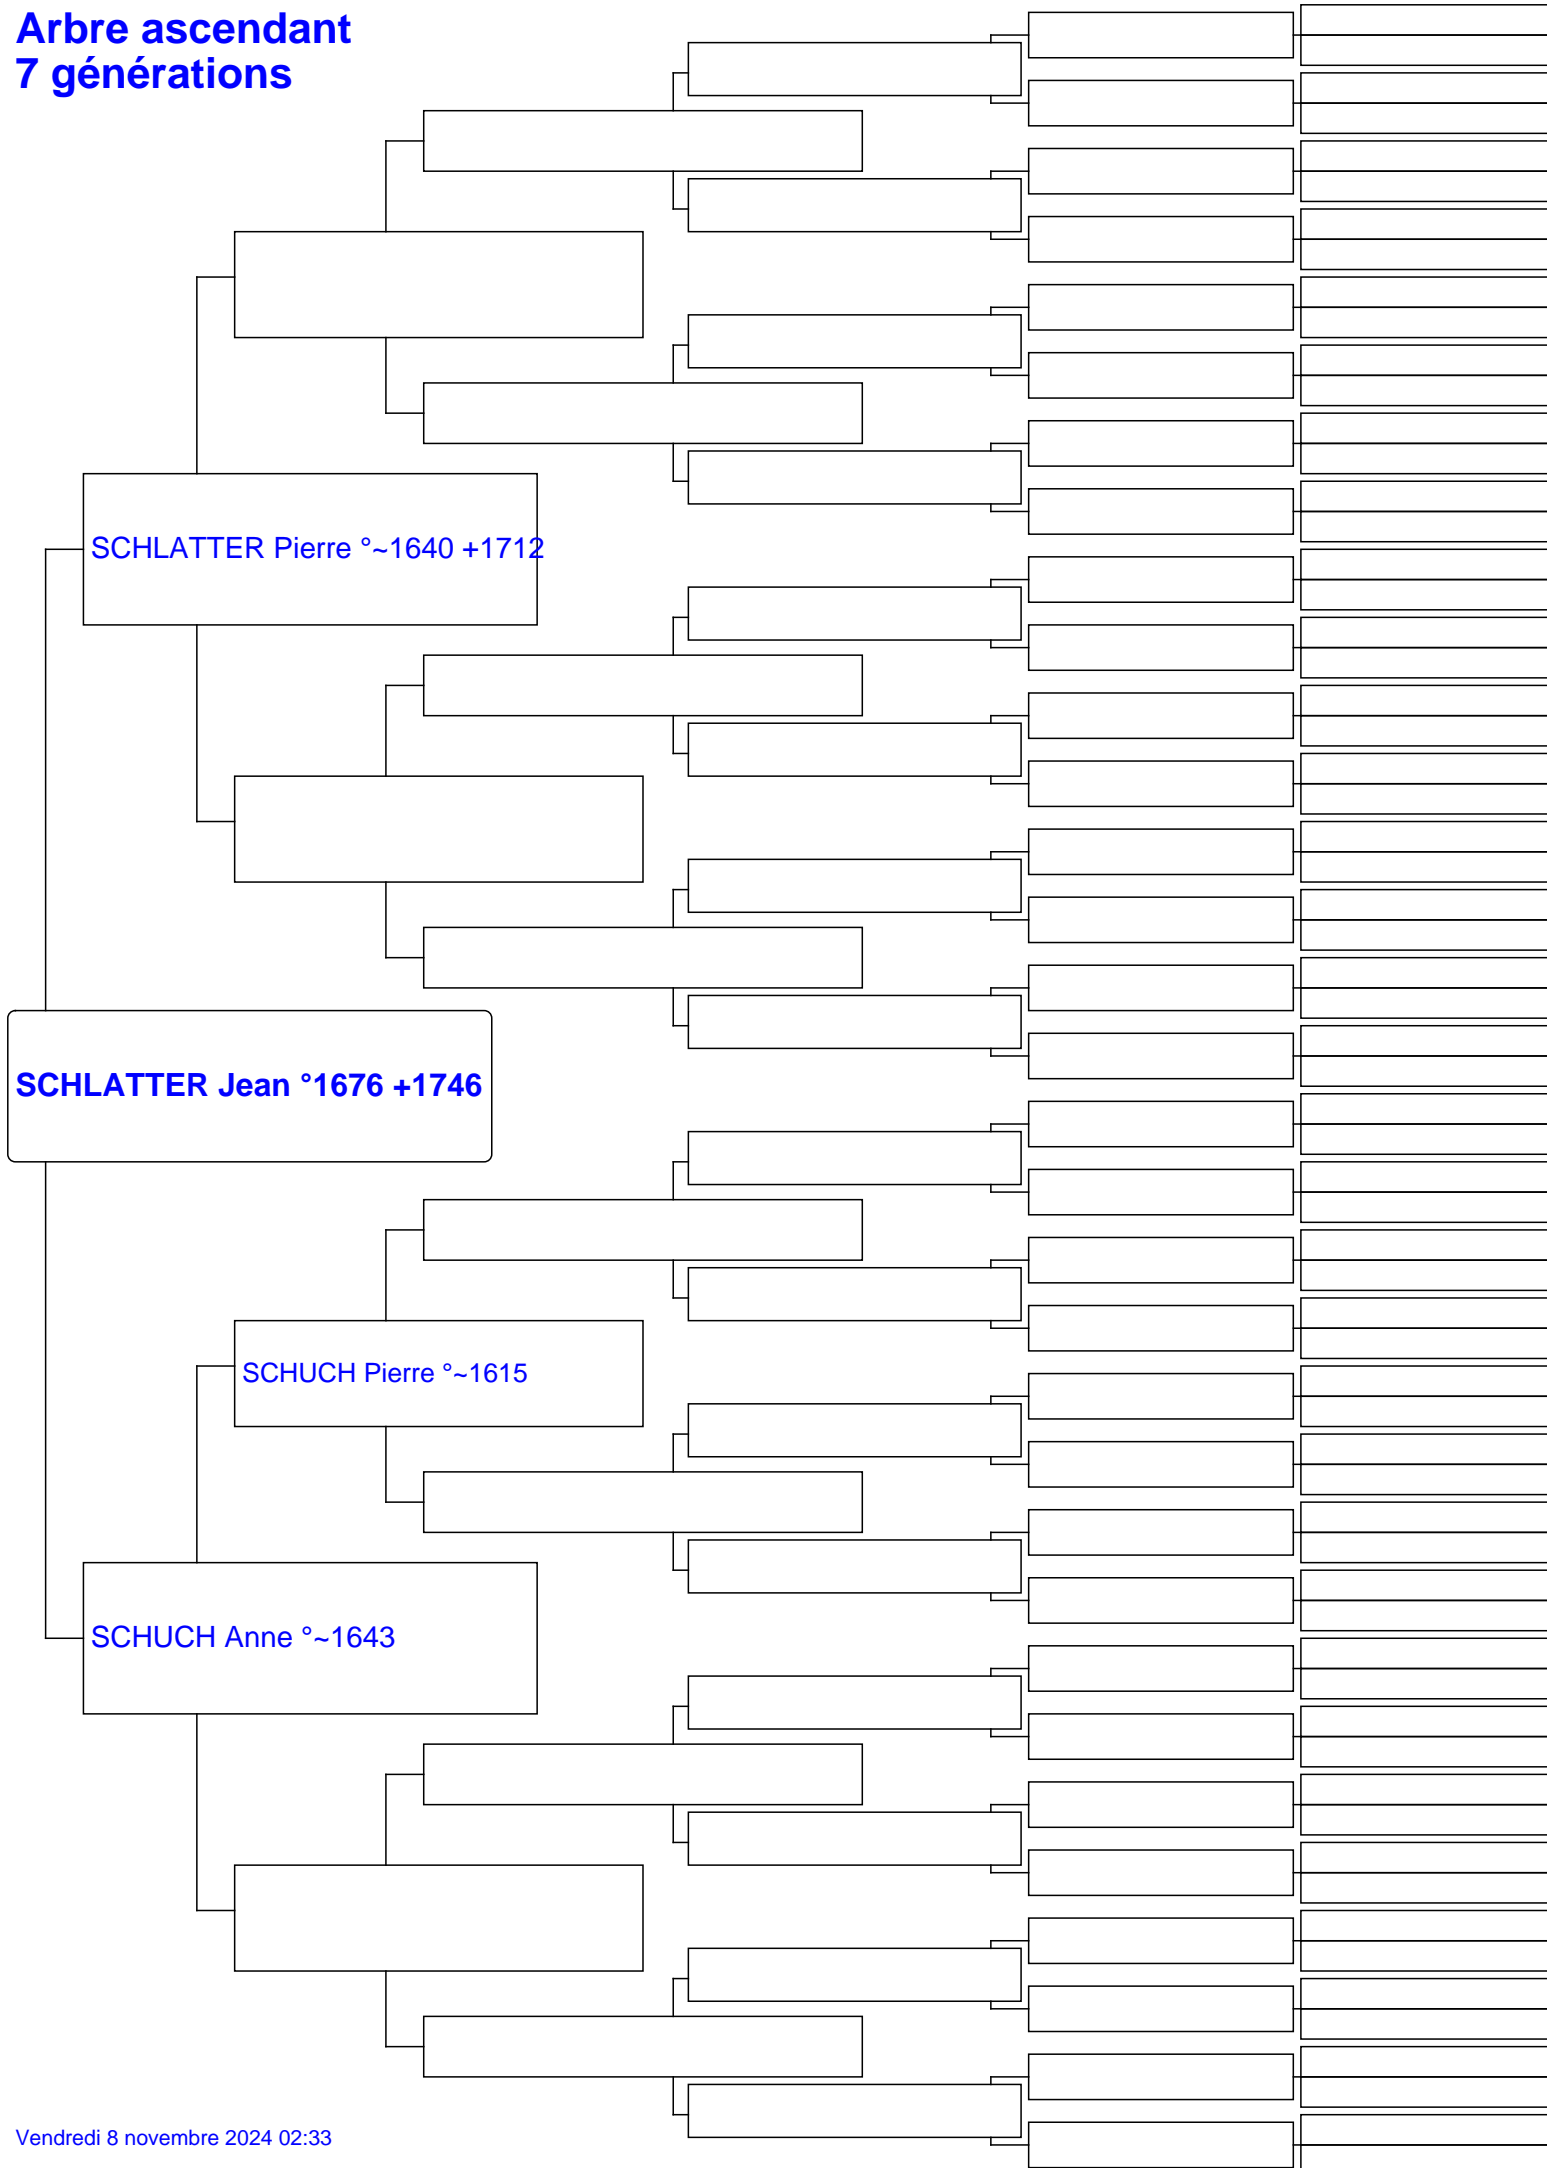 Arbre ascendant
7 générations
SCHLATTER Pierre °~1640 +1712
SCHLATTER Jean °1676 +1746
SCHUCH Pierre °~1615
SCHUCH Anne °~1643
Vendredi 8 novembre 2024 02:33